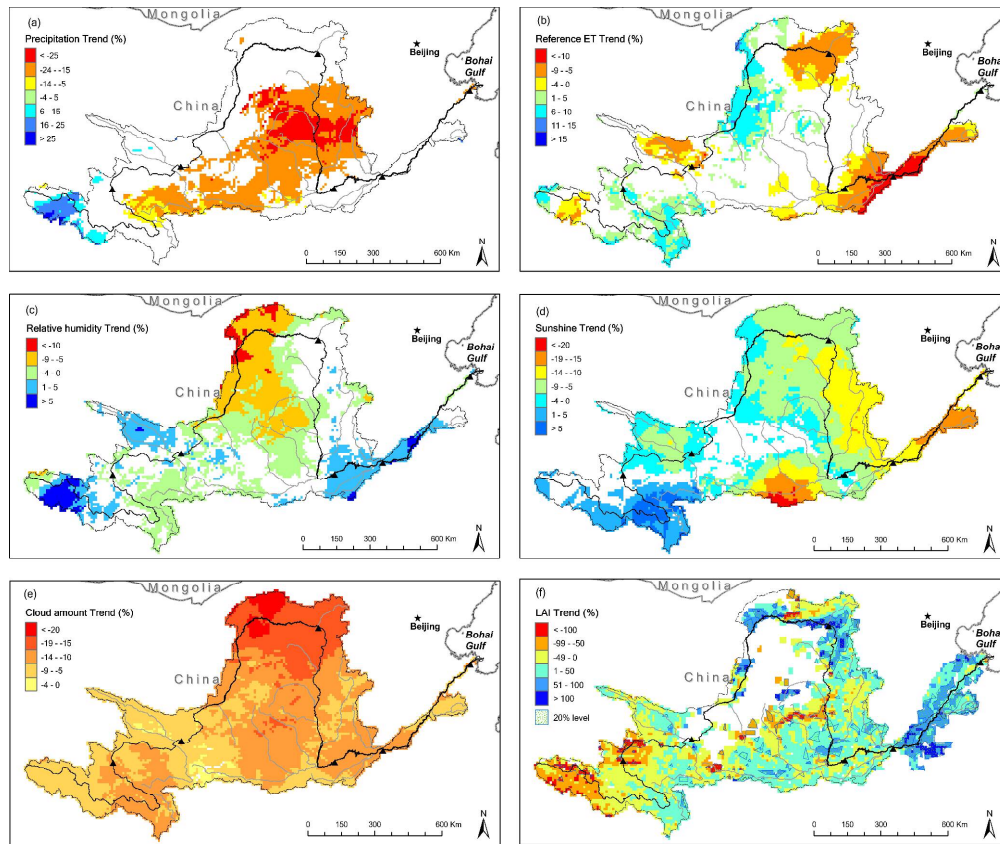 (a)
Mongolia
Precipitation Trend (%)
< -25
-24 - -15
-14 - -5
-4 - 5
6 - 15
16 - 25
> 25
China
Beijing
Bohai
Gulf
N
0 150 300 600 Km
(b)
Mongolia
Reference ET Trend (%)
< -10
-9 - -5
-4 - 0
1 - 5
6 - 10
11 - 15
> 15
China
Beijing
Bohai
Gulf
N
0 150 300 600 Km
(c)
Mongolia
Relative humidity Trend (%)
< -10
-9 - -5
-4 - 0
1 - 5
> 5
China
Beijing
Bohai
Gulf
N
0 150 300 600 Km
(d)
Mongolia
Sunshine Trend (%)
< -20
-19 - -15
-14 - -10
-9 - -5
-4 - 0
1 - 5
> 5
China
Beijing
Bohai
Gulf
N
0 150 300 600 Km
(e)
Mongolia
Cloud amount Trend (%)
< -20
-19 - -15
-14 - -10
-9 - -5
-4 - 0
China
Beijing
Bohai
Gulf
N
0 150 300 600 Km
(f)
Mongolia
LAI Trend (%)
< -100
-99 - -50
-49 - 0
1 - 50
51 - 100
> 100
20% level
China
Beijing
Bohai
Gulf
N
0 150 300 600 Km